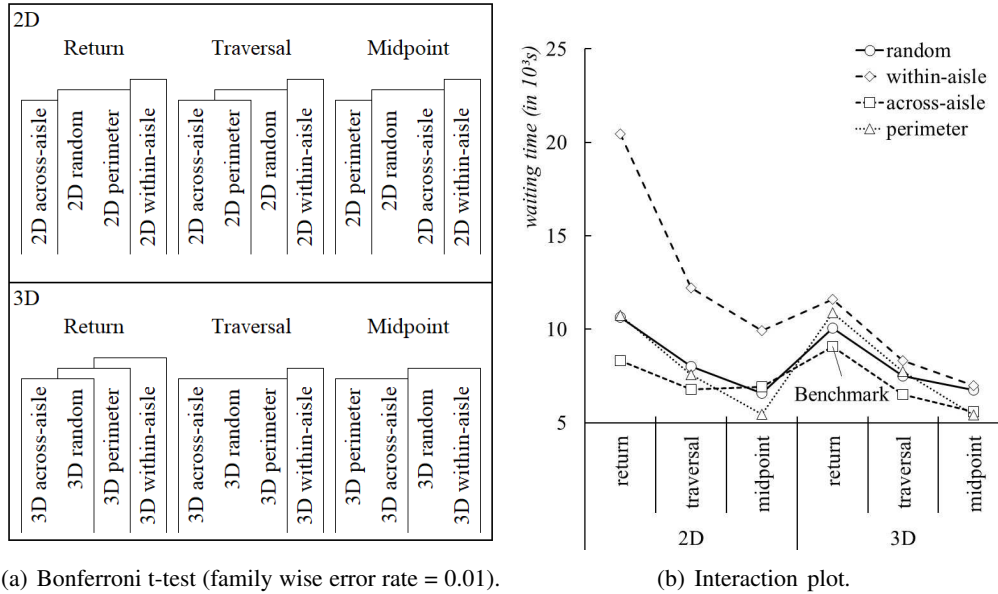 2D
Return
Traversal
Midpoint
2D across-aisle
2D random
2D perimeter
2D within-aisle
2D across-aisle
2D perimeter
2D random
2D within-aisle
2D perimeter
2D random
2D across-aisle
2D within-aisle
3D
Return
Traversal
Midpoint
3D across-aisle
3D random
3D perimeter
3D within-aisle
3D across-aisle
3D random
3D perimeter
3D within-aisle
3D perimeter
3D across-aisle
3D random
3D within-aisle
(a) Bonferroni t-test (family wise error rate = 0.01).
waiting time (in 10³s)
25
20
15
10
5
random
within-aisle
across-aisle
perimeter
Benchmark
return
traversal
midpoint
return
traversal
midpoint
2D
3D
(b) Interaction plot.